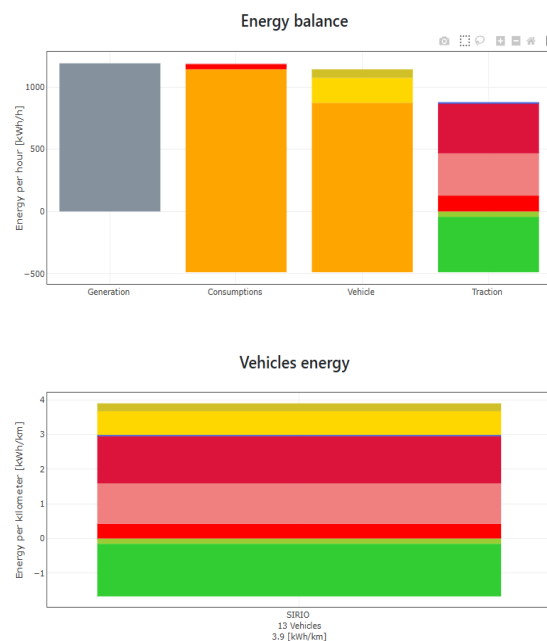 Energy balance
Energy per hour [kWh/h]
1000
500
0
−500
Generation
Consumptions
Vehicle
Traction
Vehicles energy
Energy per kilometer [kWh/km]
4
3
2
1
0
−1
SIRIO
13 Vehicles
3.9 [kWh/km]